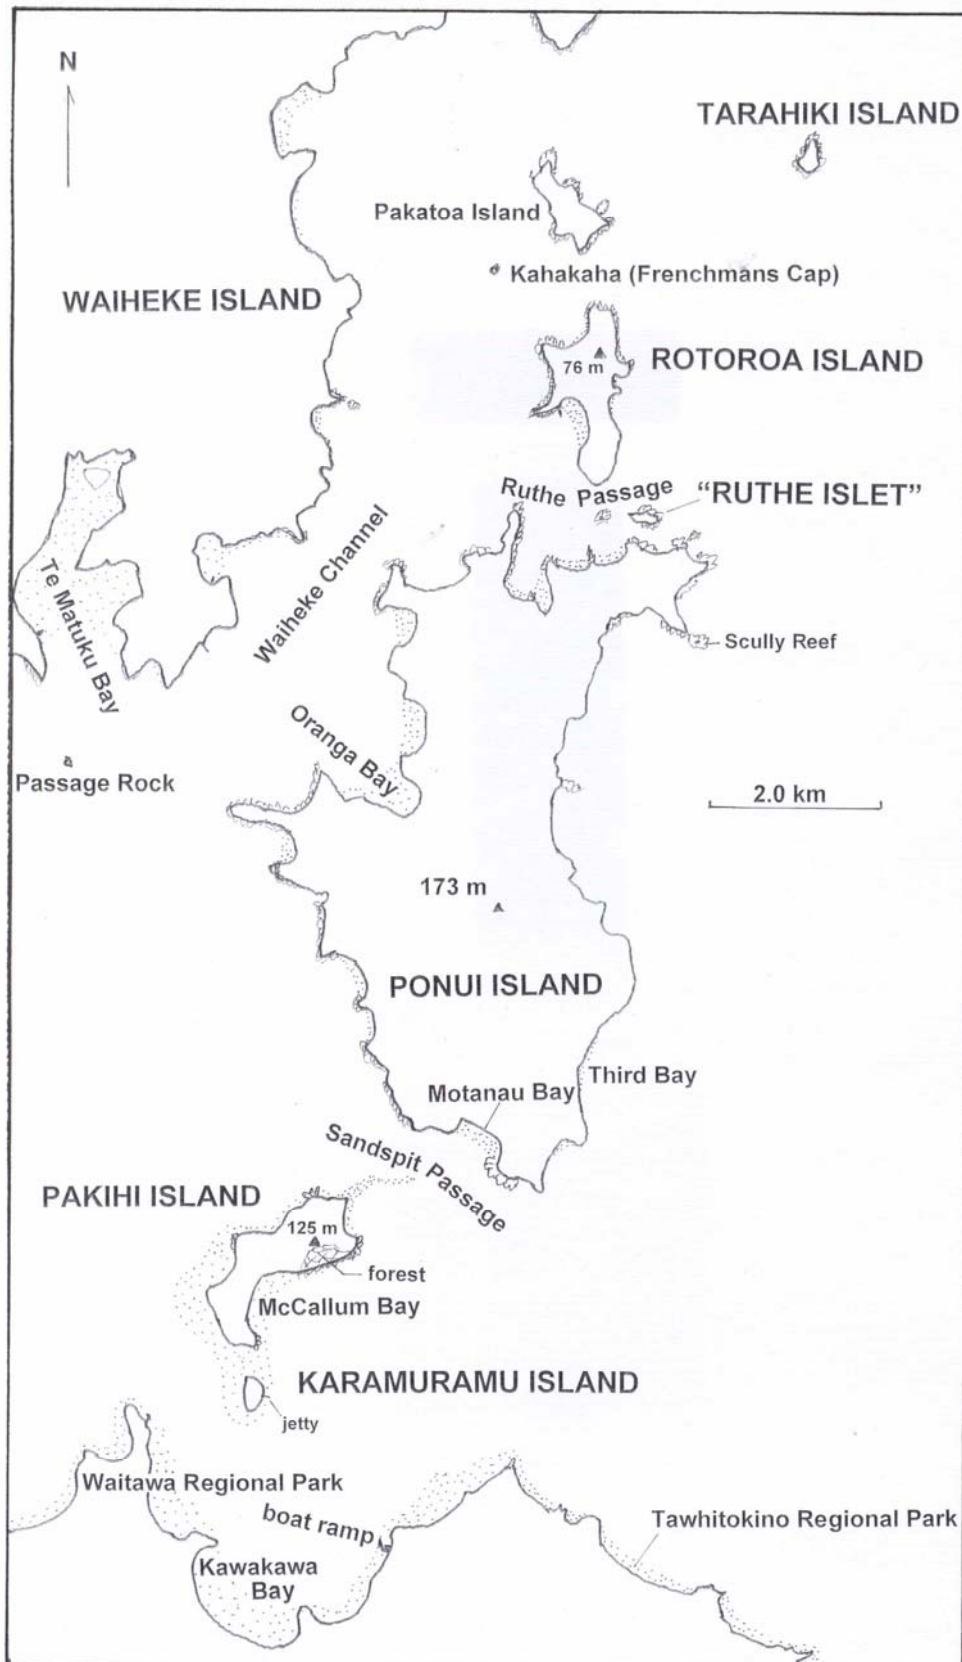 N
TARAHIKI ISLAND
Pakatoa Island
Kahakaha (Frenchmans Cap)
WAIHEKE ISLAND
ROTOROA ISLAND
76 m
Ruthe Passage
“RUTHE ISLET”
Waiheke Channel
Te Matuku Bay
Scully Reef
Oranga Bay
Passage Rock
2.0 km
173 m
PONUI ISLAND
Third Bay
Motanau Bay
Sandspit Passage
PAKIHI ISLAND
125 m
forest
McCallum Bay
KARAMURAMU ISLAND
jetty
Waitawa Regional Park
boat ramp
Tawhitokino Regional Park
Kawakawa
Bay